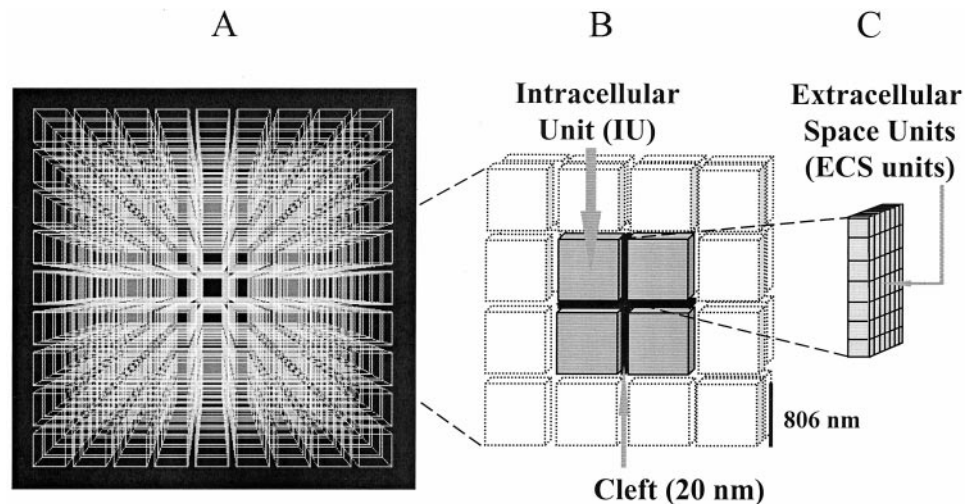 A
B
C
Intracellular
Unit (IU)
Extracellular
Space Units
(ECS units)
806 nm
Cleft (20 nm)